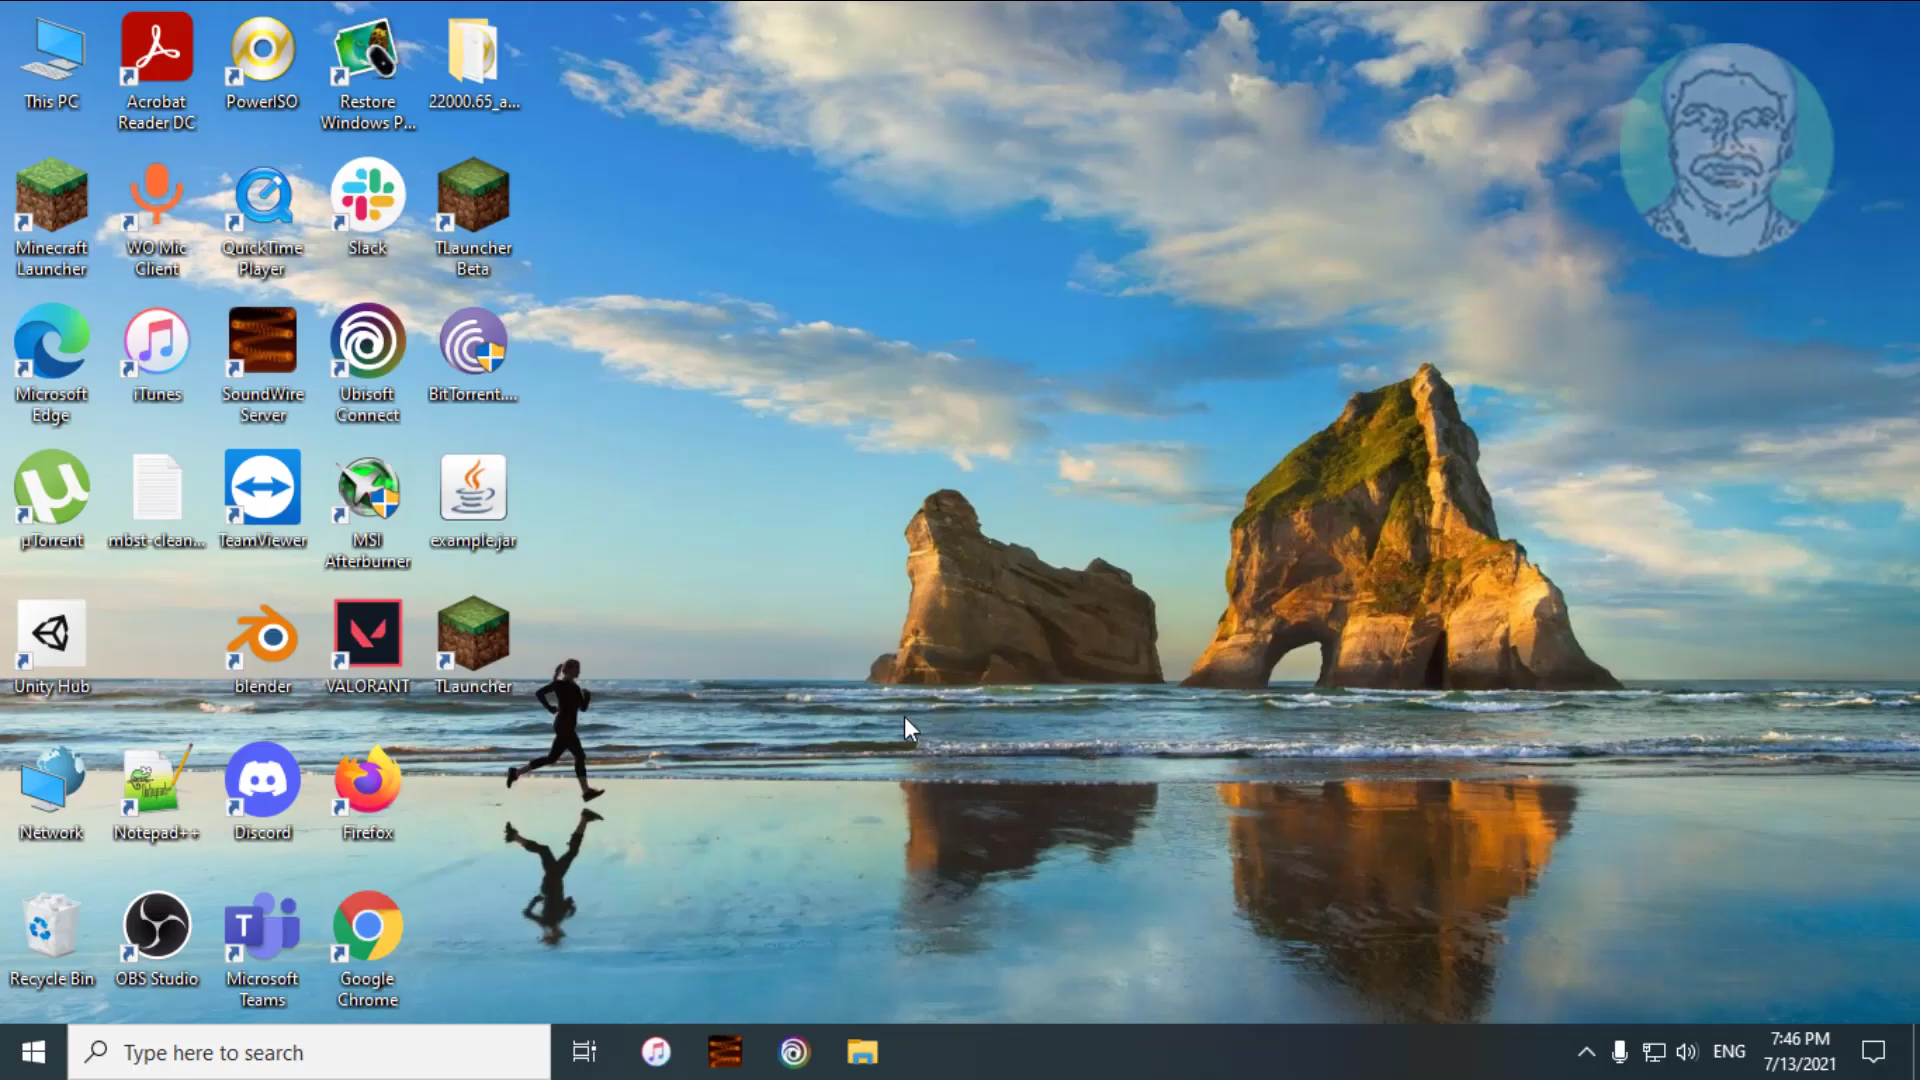 This PC
Acrobat
Reader DC
PowerISO
Restore
Windows P...
22000.65_a...
Minecraft
Launcher
WO Mic
Client
QuickTime
Player
Slack
TLauncher
Beta
Microsoft
Edge
iTunes
SoundWire
Server
Ubisoft
Connect
BitTorrent....
µTorrent
mbst-clean...
TeamViewer
MSI
Afterburner
example.jar
Unity Hub
blender
VALORANT
TLauncher
Network
Notepad++
Discord
Firefox
Recycle Bin
OBS Studio
Microsoft
Teams
Google
Chrome
Type here to search
ENG
7:46 PM
7/13/2021